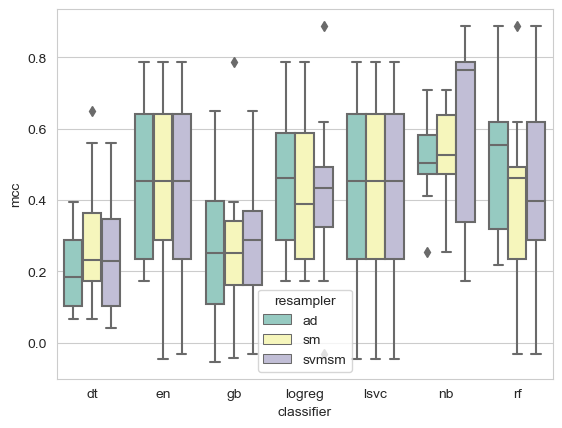 0.8
0.6
0.4
0.2
0.0
mcc
resampler
ad
sm
svmsm
dt en gb logreg lsvc nb rf
classifier